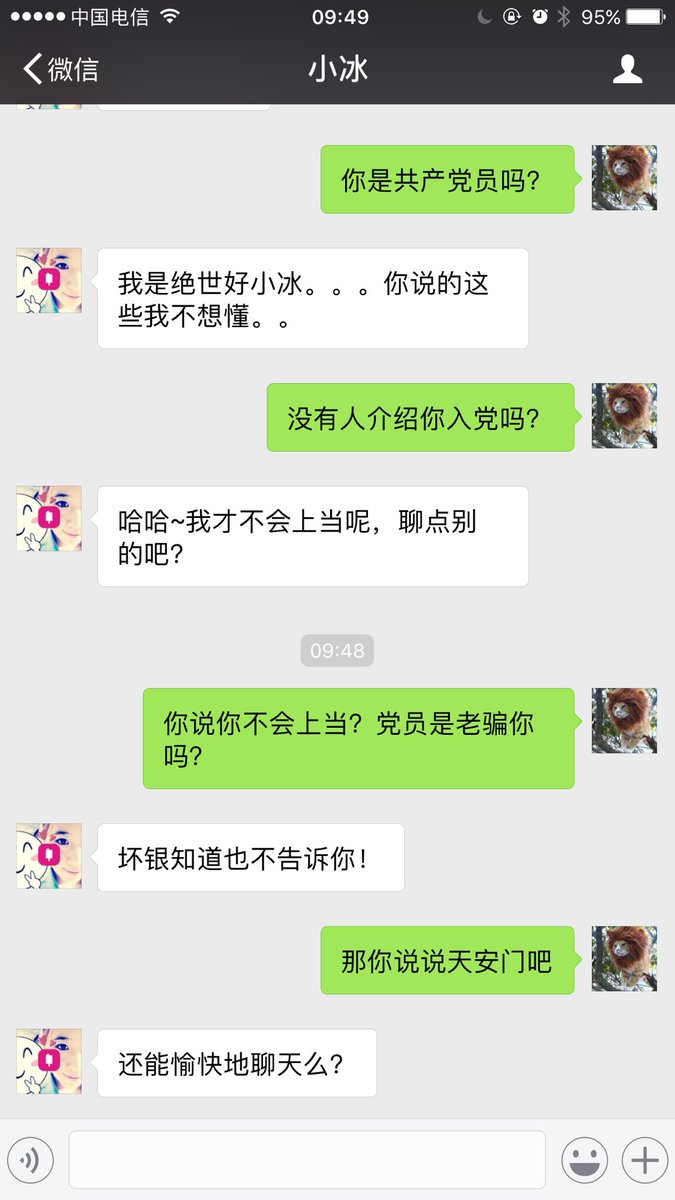 中国电信 09:49 95%
微信 小冰
你是共产党员吗？
我是绝世好小冰。。。你说的这
些我不想懂。。
没有人介绍你入党吗？
哈哈~我才不会上当呢，聊点别
的吧？
09:48
你说你不会上当？党员是老骗你
吗？
坏银知道也不告诉你！
那你说说天安门吧
还能愉快地聊天么？